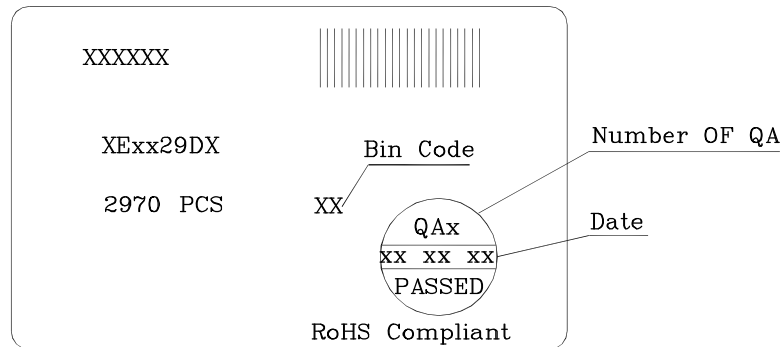 XXXXXX
XExx29DX
Bin Code
Number OF QA
2970 PCS
XX
QAx
Date
xx xx xx
PASSED
RoHS Compliant